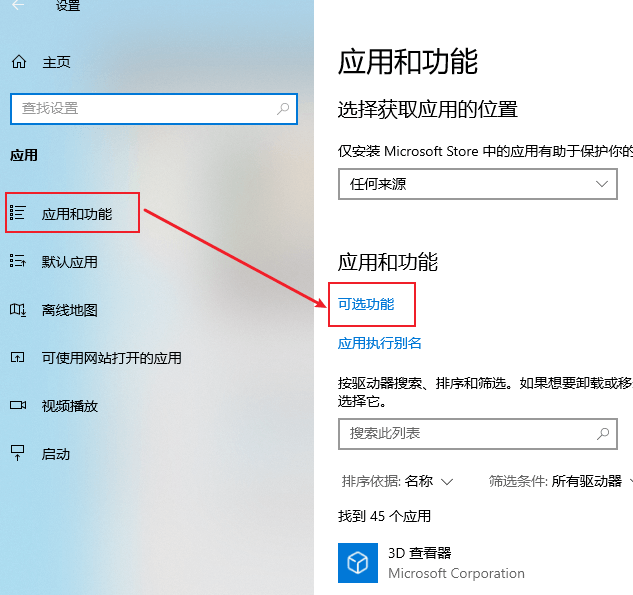 设置
主页
查找设置
应用
应用和功能
默认应用
离线地图
可使用网站打开的应用
视频播放
启动
应用和功能
选择获取应用的位置
仅安装 Microsoft Store 中的应用有助于保护你的
任何来源
应用和功能
可选功能
应用执行别名
按驱动器搜索、排序和筛选。如果想要卸载或移
选择它。
搜索此列表
排序依据: 名称 筛选条件: 所有驱动器
找到 45 个应用
3D 查看器
Microsoft Corporation